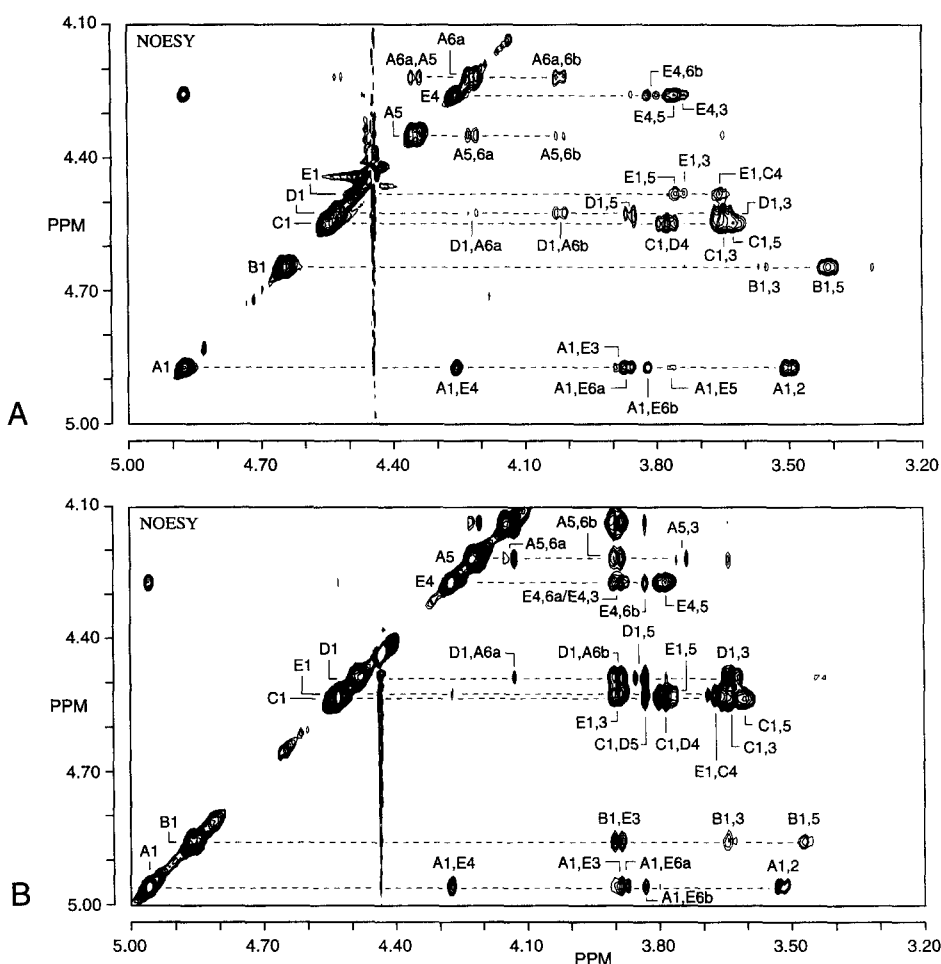 4.10
NOESY
A6a
A6a,A5
A6a,6b
E4
E4,6b
E4,5
E4,3
A5
A5,6a
A5,6b
4.40
E1
E1,5
E1,3
E1,C4
D1
D1,5
D1,3
PPM
C1
D1,A6a
D1,A6b
C1,D4
C1,3
C1,5
B1
B1,3
B1,5
4.70
A1,E3
A1
A1,E4
A1,E6a
A1,E6b
A1,E5
A1,2
A
5.00
5.00
4.70
4.40
4.10
3.80
3.50
3.20
4.10
NOESY
A5,6b
A5,3
A5
A5,6a
E4
E4,6a/E4,3
E4,6b
E4,5
4.40
D1,5
D1
D1,A6a
D1,A6b
E1,5
D1,3
E1
C1
PPM
E1,3
C1,D5
C1,D4
C1,5
C1,3
E1,C4
4.70
B1
B1,E3
B1,3
B1,5
A1
A1,E4
A1,E3
A1,E6a
A1,2
A1,E6b
B
5.00
5.00
4.70
4.40
4.10
3.80
3.50
3.20
PPM